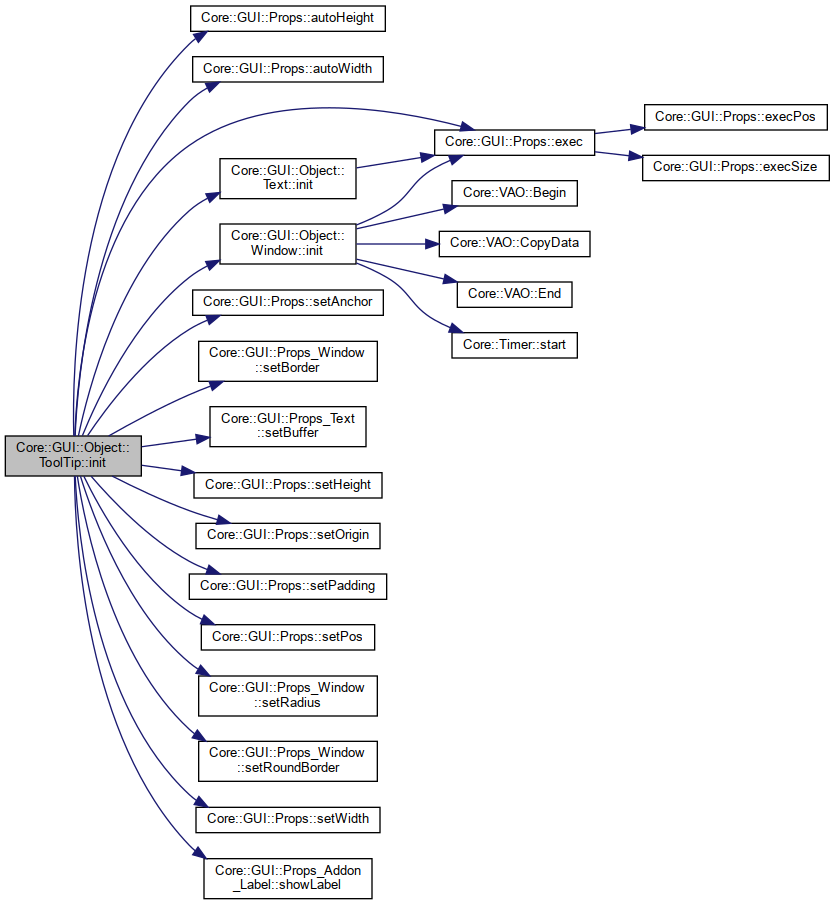 Core::GUI::Props::autoHeight
Core::GUI::Props::autoWidth
Core::GUI::Props::execPos
Core::GUI::Props::exec
Core::GUI::Props::execSize
Core::GUI::Object::
Text::init
Core::VAO::Begin
Core::GUI::Object::
Window::init
Core::VAO::CopyData
Core::VAO::End
Core::GUI::Props::setAnchor
Core::Timer::start
Core::GUI::Props_Window
::setBorder
Core::GUI::Props_Text
::setBuffer
Core::GUI::Object::
ToolTip::init
Core::GUI::Props::setHeight
Core::GUI::Props::setOrigin
Core::GUI::Props::setPadding
Core::GUI::Props::setPos
Core::GUI::Props_Window
::setRadius
Core::GUI::Props_Window
::setRoundBorder
Core::GUI::Props::setWidth
Core::GUI::Props_Addon
_Label::showLabel